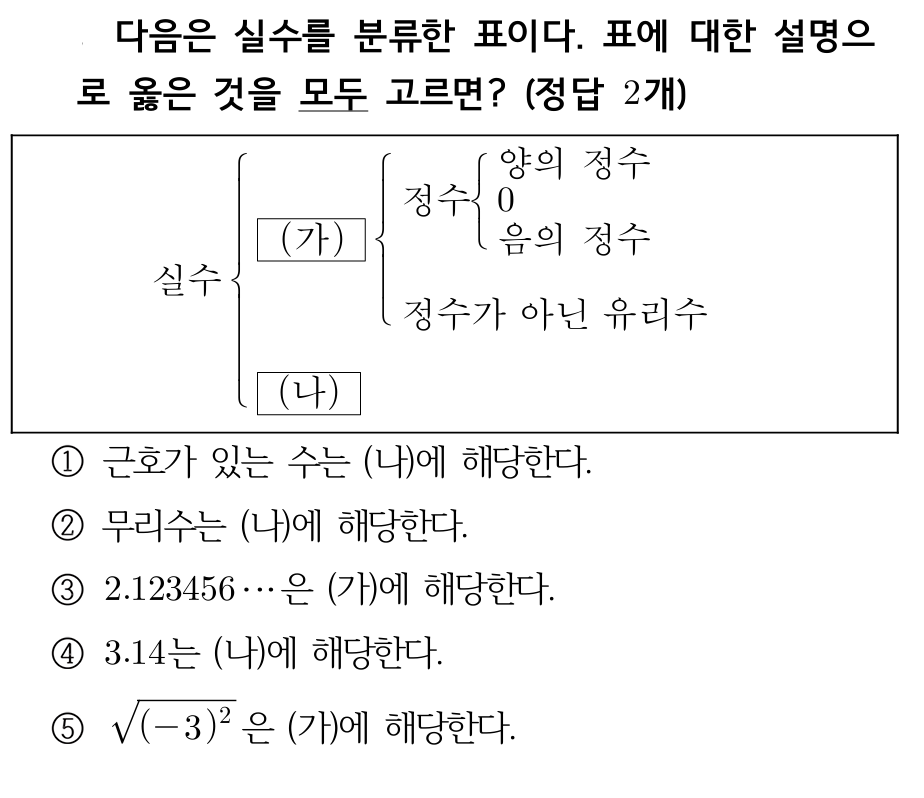 다음은 실수를 분류한 표이다. 표에 대한 설명으
로 옳은 것을 모두 고르면? (정답 2개)
양의 정수
정수 0
(가) 음의 정수
실수 정수가 아닌 유리수
(나)
① 근호가 있는 수는 (나)에 해당한다.
② 무리수는 (나)에 해당한다.
③ 2.123456⋯은 (가)에 해당한다.
④ 3.14는 (나)에 해당한다.
⑤ √(−3)² 은 (가)에 해당한다.